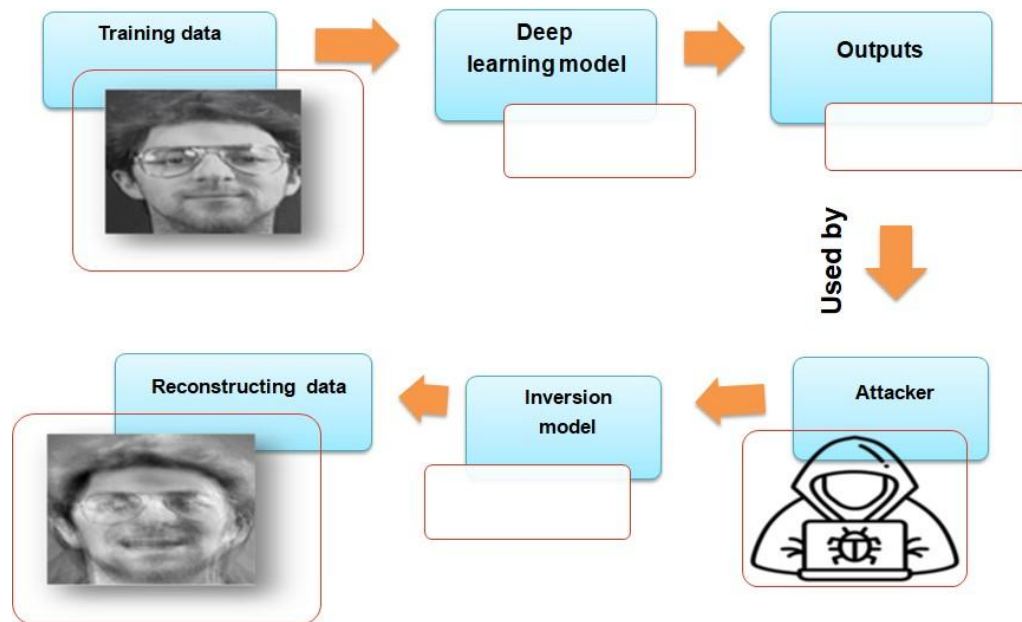 Training data
Deep
learning model
Outputs
Used by
Attacker
Inversion
model
Reconstructing data